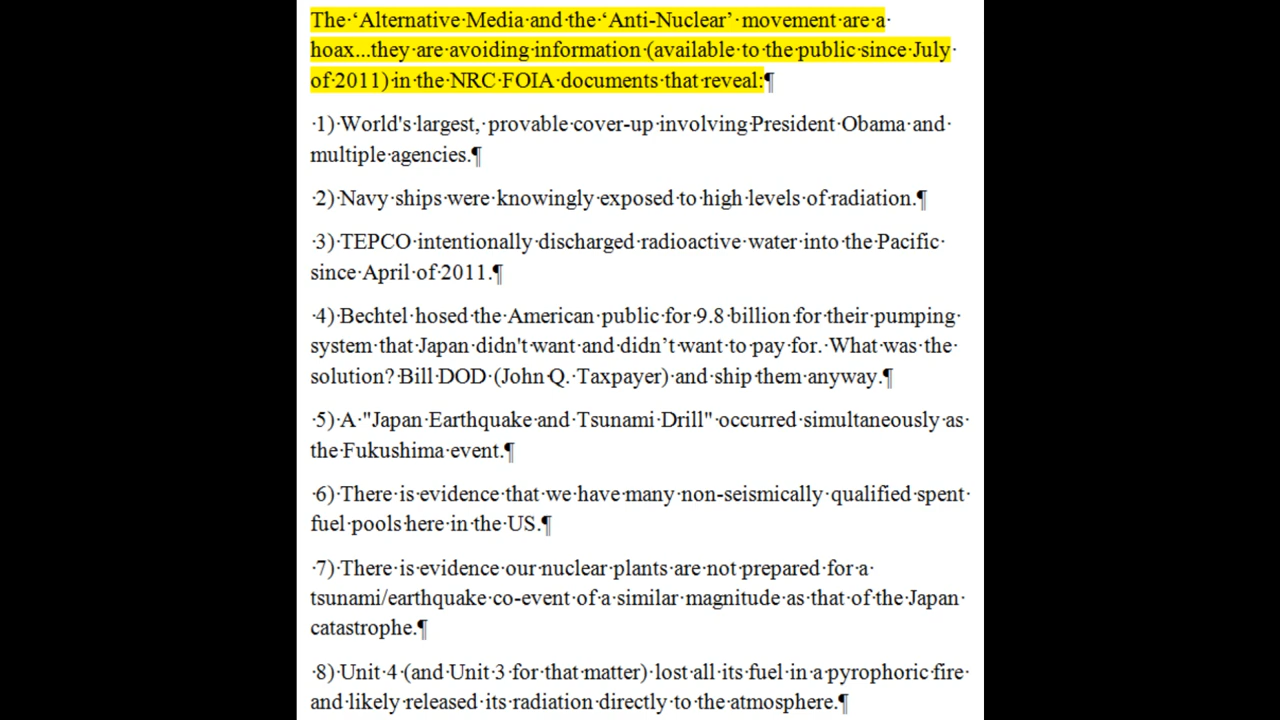 The ‘Alternative Media and the ‘Anti-Nuclear’ movement are a
hoax...they are avoiding information (available to the public since July
of 2011) in the NRC FOIA documents that reveal:¶
1) World's largest, provable cover-up involving President Obama and
multiple agencies.¶
2) Navy ships were knowingly exposed to high levels of radiation.¶
3) TEPCO intentionally discharged radioactive water into the Pacific
since April of 2011.¶
4) Bechtel hosed the American public for 9.8 billion for their pumping
system that Japan didn't want and didn’t want to pay for. What was the
solution? Bill DOD (John Q. Taxpayer) and ship them anyway.¶
5) A "Japan Earthquake and Tsunami Drill" occurred simultaneously as
the Fukushima event.¶
6) There is evidence that we have many non-seismically qualified spent
fuel pools here in the US.¶
7) There is evidence our nuclear plants are not prepared for a
tsunami/earthquake co-event of a similar magnitude as that of the Japan
catastrophe.¶
8) Unit 4 (and Unit 3 for that matter) lost all its fuel in a pyrophoric fire
and likely released its radiation directly to the atmosphere.¶